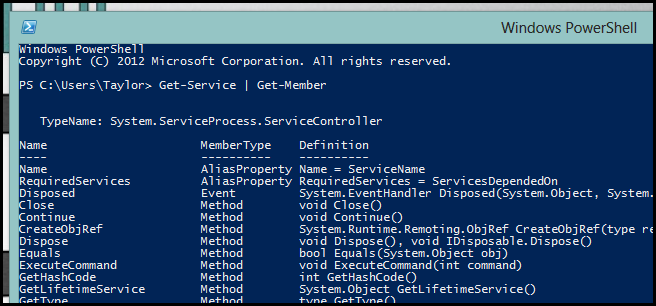 Windows PowerShell
Windows PowerShell
Copyright (C) 2012 Microsoft Corporation. All rights reserved.
PS C:\Users\Taylor> Get-Service | Get-Member
TypeName: System.ServiceProcess.ServiceController
Name MemberType Definition
---- ---------- ----------
Name AliasProperty Name = ServiceName
RequiredServices AliasProperty RequiredServices = ServicesDependedOn
Disposed Event System.EventHandler Disposed(System.Object, System.
Close Method void Close()
Continue Method void Continue()
CreateObjRef Method System.Runtime.Remoting.ObjRef CreateObjRef(type re
Dispose Method void Dispose(), void IDisposable.Dispose()
Equals Method bool Equals(System.Object obj)
ExecuteCommand Method void ExecuteCommand(int command)
GetHashCode Method int GetHashCode()
GetLifetimeService Method System.Object GetLifetimeService()
GetType Method type GetType()